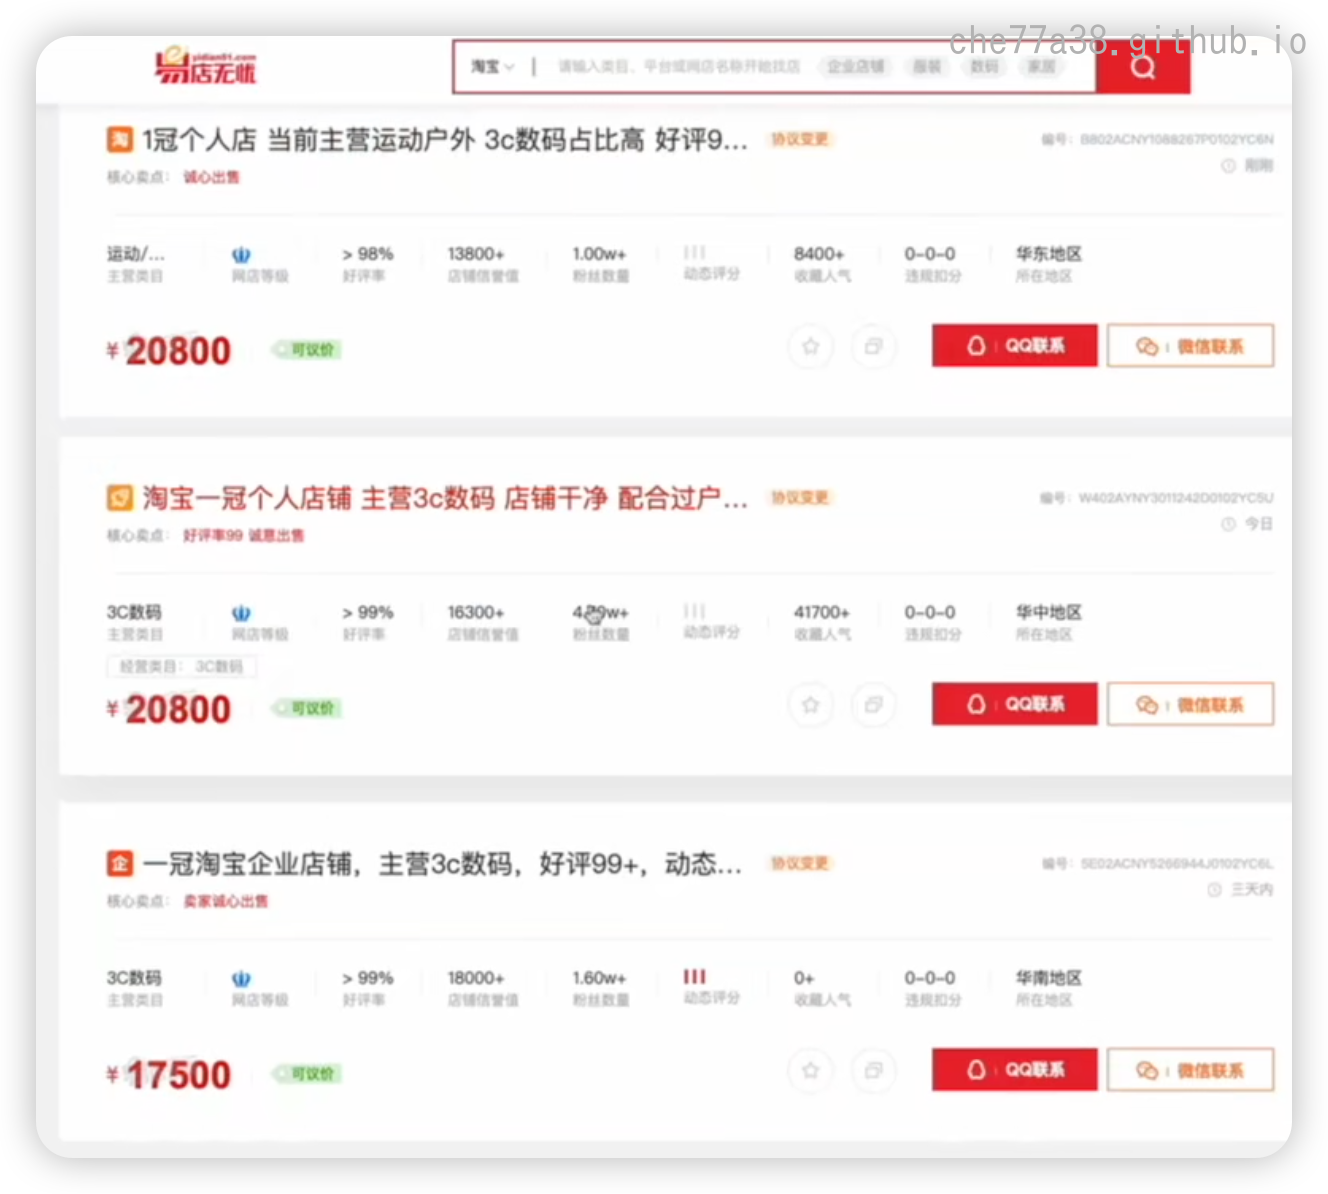 che77a38.github.io
yidian51.com
易店无忧
淘宝 | 请输入类目、平台或网店名称开始找店 企业店铺 服装 数码 家居
淘 1冠个人店 当前主营运动户外 3c数码占比高 好评9... 协议变更
编号：B802ACNY1088267P0102YC6N
核心卖点： 诚心出售
刚刚
运动/... > 98% 13800+ 1.00w+ 8400+ 0-0-0 华东地区
主营类目 网店等级 好评率 店铺信誉值 粉丝数量 动态评分 收藏人气 违规扣分 所在地区
¥20800 可议价 QQ联系 微信联系
淘宝一冠个人店铺 主营3c数码 店铺干净 配合过户... 协议变更
编号：W402AYNY3011242D0102YC5U
今日
核心卖点： 好评率99 诚意出售
3C数码 > 99% 16300+ 41700+ 0-0-0 华中地区
主营类目 网店等级 好评率 店铺信誉值 粉丝数量 动态评分 收藏人气 违规扣分 所在地区
经营类目： 3C数码
¥20800 可议价 QQ联系 微信联系
企 一冠淘宝企业店铺，主营3c数码，好评99+，动态... 协议变更
编号：5E02ACNY5266944J0102YC6L
三天内
核心卖点： 卖家诚心出售
3C数码 > 99% 18000+ 1.60w+ 0+ 0-0-0 华南地区
主营类目 网店等级 好评率 店铺信誉值 粉丝数量 动态评分 收藏人气 违规扣分 所在地区
¥17500 可议价 QQ联系 微信联系